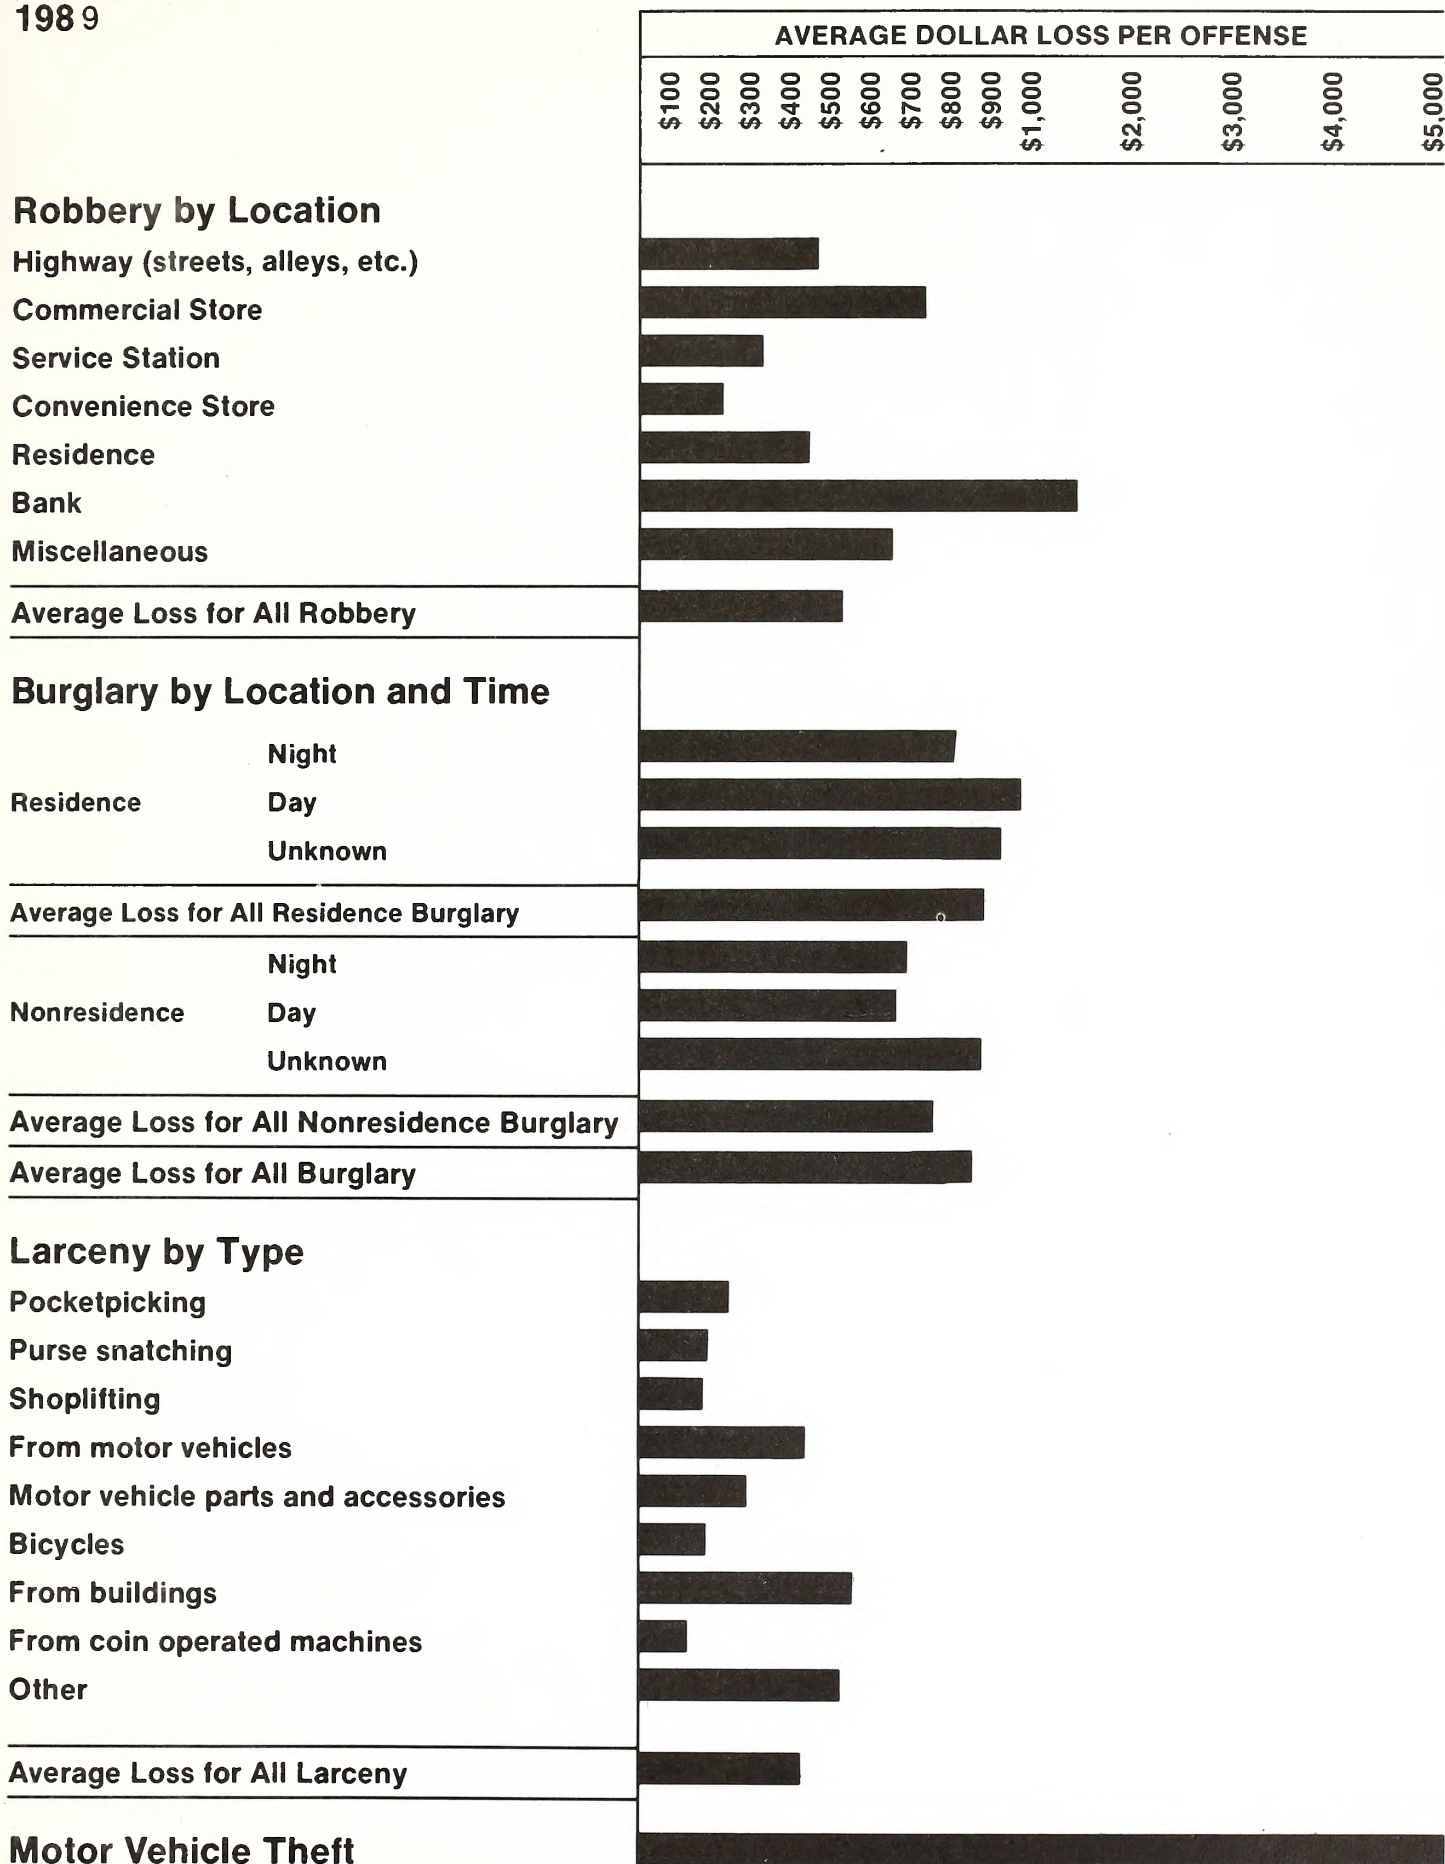 1989
AVERAGE DOLLAR LOSS PER OFFENSE
$100 $200 $300 $400 $500 $600 $700 $800 $900 $1,000 $2,000 $3,000 $4,000 $5,000
Robbery by Location
Highway (streets, alleys, etc.)
Commercial Store
Service Station
Convenience Store
Residence
Bank
Miscellaneous
Average Loss for All Robbery
Burglary by Location and Time
Night
Residence Day
Unknown
Average Loss for All Residence Burglary
Night
Nonresidence Day
Unknown
Average Loss for All Nonresidence Burglary
Average Loss for All Burglary
Larceny by Type
Pocketpicking
Purse snatching
Shoplifting
From motor vehicles
Motor vehicle parts and accessories
Bicycles
From buildings
From coin operated machines
Other
Average Loss for All Larceny
Motor Vehicle Theft